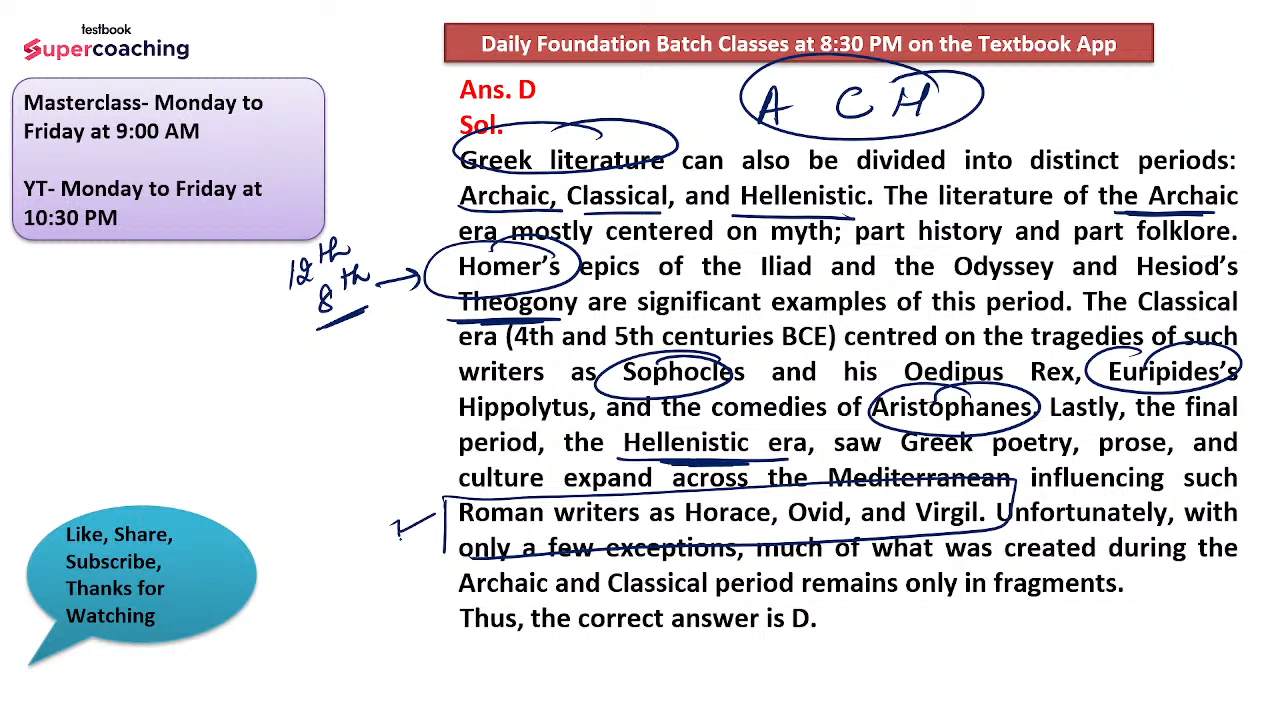 testbook
Supercoaching
Daily Foundation Batch Classes at 8:30 PM on the Textbook App
Masterclass- Monday to
Friday at 9:00 AM
YT- Monday to Friday at
10:30 PM
Ans. D
A C H
Sol.
Greek literature can also be divided into distinct periods:
Archaic, Classical, and Hellenistic. The literature of the Archaic
era mostly centered on myth; part history and part folklore.
12th
8th
Homer's epics of the Iliad and the Odyssey and Hesiod's
Theogony are significant examples of this period. The Classical
era (4th and 5th centuries BCE) centred on the tragedies of such
writers as Sophocles and his Oedipus Rex, Euripides's
Hippolytus, and the comedies of Aristophanes. Lastly, the final
period, the Hellenistic era, saw Greek poetry, prose, and
culture expand across the Mediterranean influencing such
Roman writers as Horace, Ovid, and Virgil. Unfortunately, with
only a few exceptions, much of what was created during the
Archaic and Classical period remains only in fragments.
Thus, the correct answer is D.
Like, Share,
Subscribe,
Thanks for
Watching